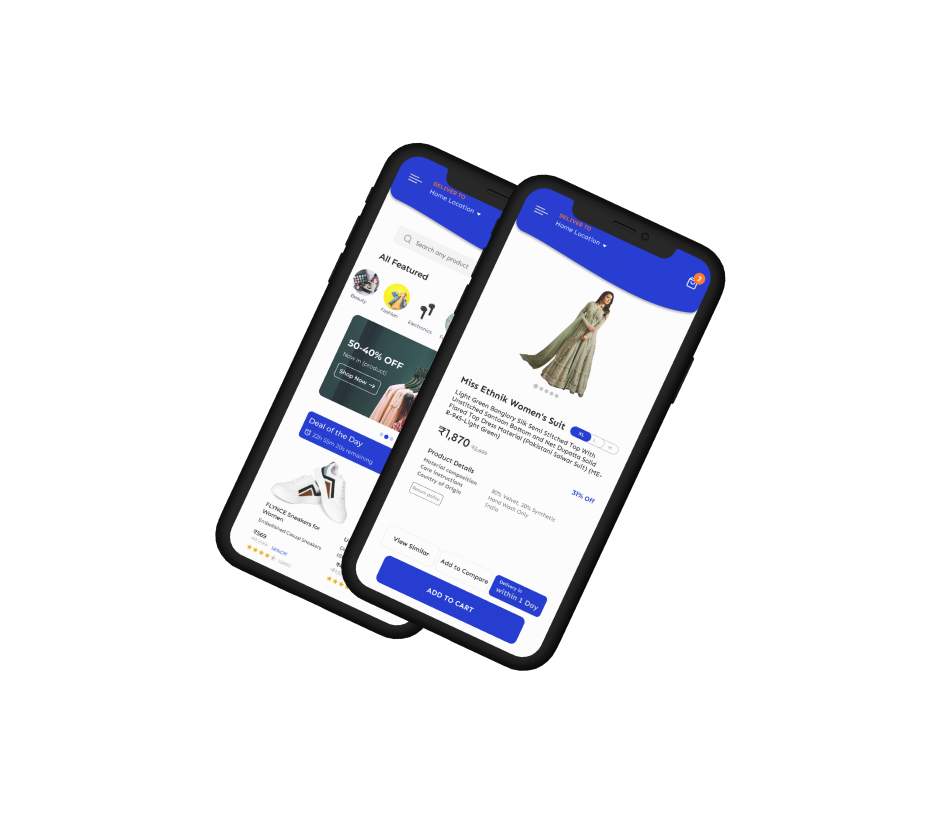 DELIVER TO
Home Location
Search any product
All Featured
Beauty
Fashion
Electronics
50-40% OFF
Now in (product)
Shop Now →
Deal of the Day
22h 55m 20s remaining
FLYNCE Sneakers for
Women
Embellished Casual Sneakers
₹569
DELIVER TO
Home Location
2
Miss Ethnik Women's Suit
XL
Light Green Banglory Silk Semi Stitched Top With
Unstitched Santoon Bottom and Net Dupatta Solid
Flared Top Dress Material (Pakistani Salwar Suit) (ME-
R-945-Light Green)
₹1,870
31% Off
Product Details
Material composition
80% Velvet, 20% Synthetic
Care Instructions
Hand Wash Only
Country of Origin
India
Return policy
View Similar
Add to Compare
Delivery in
within 1 Day
ADD TO CART